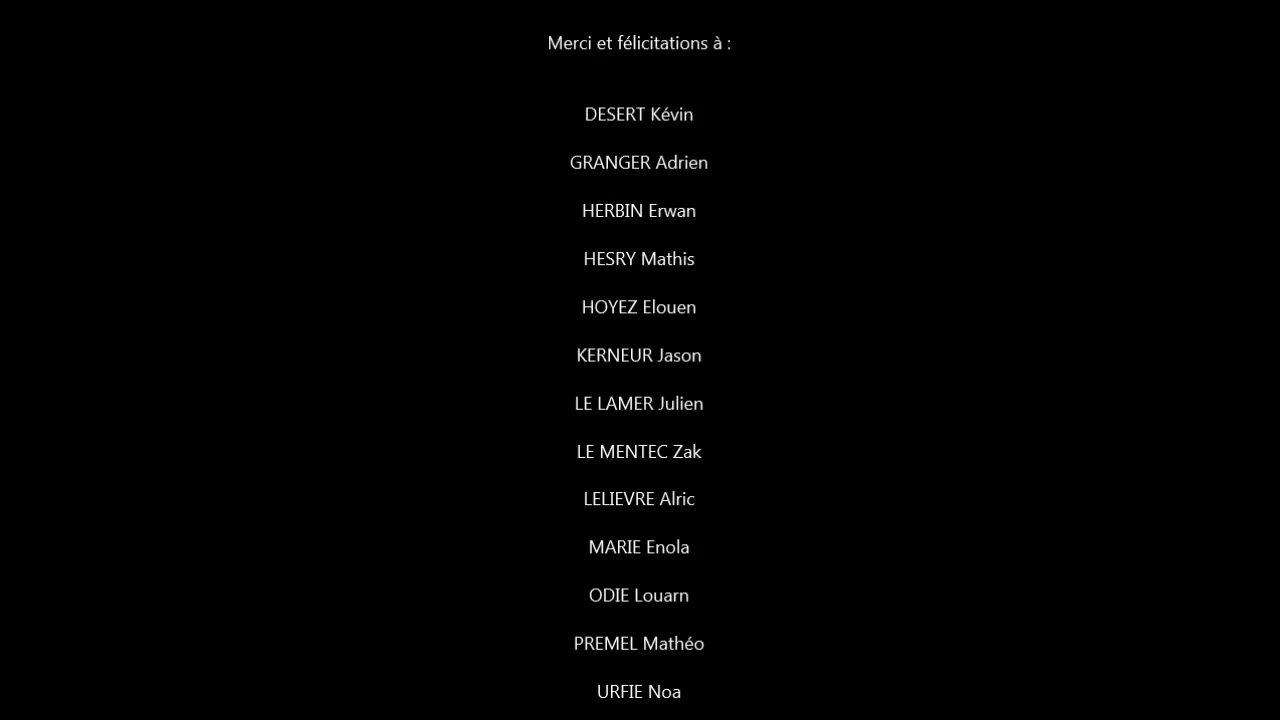 Merci et félicitations à :
DESERT Kévin
GRANGER Adrien
HERBIN Erwan
HESRY Mathis
HOYEZ Elouen
KERNEUR Jason
LE LAMER Julien
LE MENTEC Zak
LELIEVRE Alric
MARIE Enola
ODIE Louarn
PREMEL Mathéo
URFIE Noa